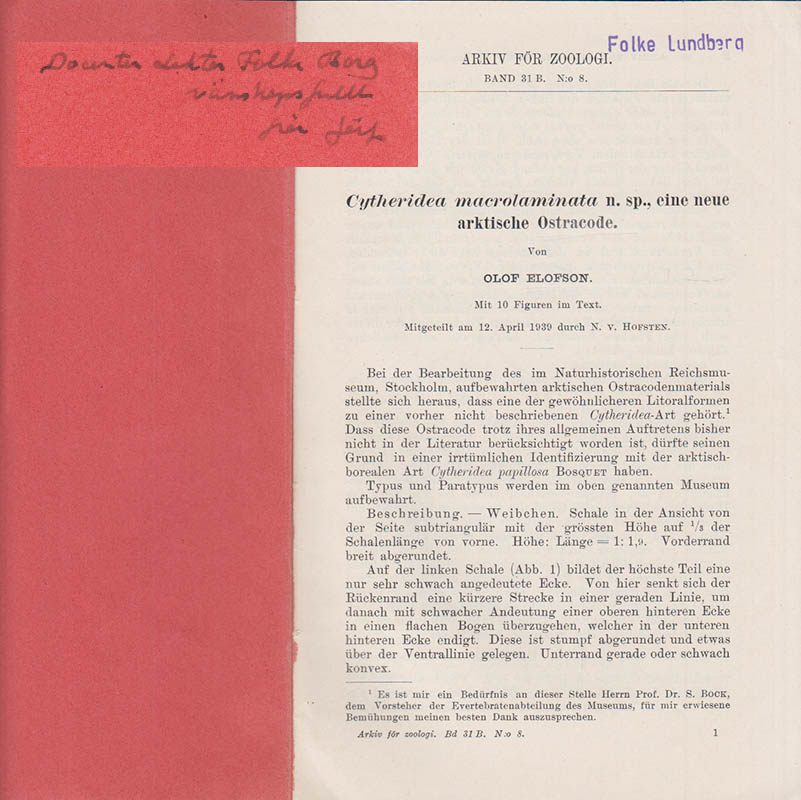 Docenten Lektor Folke Borg
vänskapsfullt
från
Folke Lundberg
ARKIV FÖR ZOOLOGI.
BAND 31 B. N:o 8.
Cytheridea macrolaminata n. sp., eine neue
arktische Ostracode.
Von
OLOF ELOFSON.
Mit 10 Figuren im Text.
Mitgeteilt am 12. April 1939 durch N. v. HOFSTEN.
Bei der Bearbeitung des im Naturhistorischen Reichsmu-
seum, Stockholm, aufbewahrten arktischen Ostracodenmaterials
stellte sich heraus, dass eine der gewöhnlicheren Litoralformen
zu einer vorher nicht beschriebenen Cytheridea-Art gehört.¹
Dass diese Ostracode trotz ihres allgemeinen Auftretens bisher
nicht in der Literatur berücksichtigt worden ist, dürfte seinen
Grund in einer irrtümlichen Identifizierung mit der arktisch-
borealen Art Cytheridea papillosa BOSQUET haben.
Typus und Paratypus werden im oben genannten Museum
aufbewahrt.
Beschreibung. — Weibchen. Schale in der Ansicht von
der Seite subtriangulär mit der grössten Höhe auf ¹/₃ der
Schalenlänge von vorne. Höhe: Länge = 1: 1,9. Vorderrand
breit abgerundet.
Auf der linken Schale (Abb. 1) bildet der höchste Teil eine
nur sehr schwach angedeutete Ecke. Von hier senkt sich der
Rückenrand eine kürzere Strecke in einer geraden Linie, um
danach mit schwacher Andeutung einer oberen hinteren Ecke
in einen flachen Bogen überzugehen, welcher in der unteren
hinteren Ecke endigt. Diese ist stumpf abgerundet und etwas
über der Ventrallinie gelegen. Unterrand gerade oder schwach
konvex.
¹ Es ist mir ein Bedürfnis an dieser Stelle Herrn Prof. Dr. S. BOCK,
dem Vorsteher der Evertebratenabteilung des Museums, für mir erwiesene
Bemühungen meinen besten Dank auszusprechen.
Arkiv för zoologi. Bd 31 B. N:o 8. 1